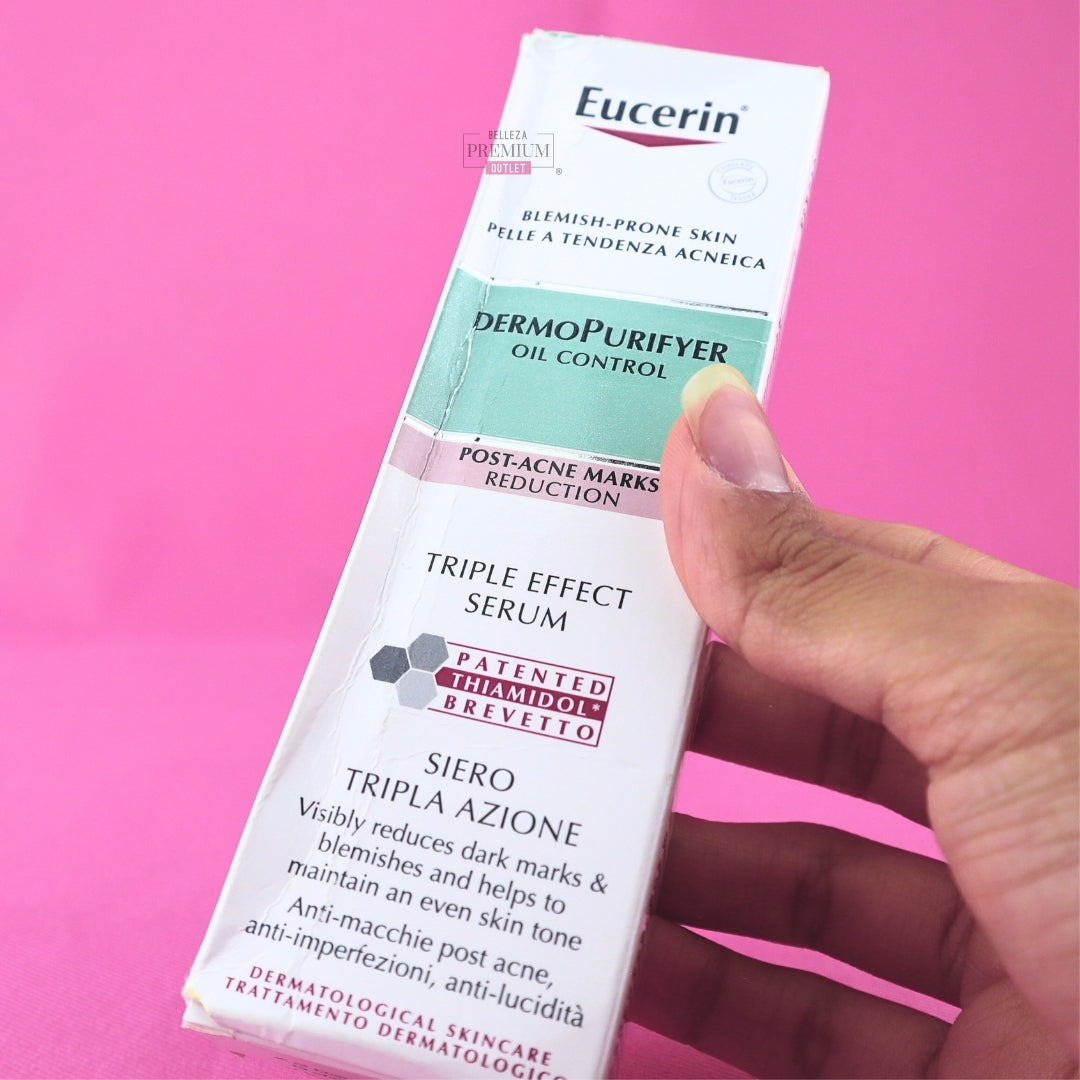 Eucerin®
BELLEZA
PREMIUM
OUTLET ®
Eucerin
BLEMISH-PRONE SKIN
PELLE A TENDENZA ACNEICA
DERMOPURIFYER
OIL CONTROL
POST-ACNE MARKS
REDUCTION
TRIPLE EFFECT
SERUM
PATENTED
THIAMIDOL*
BREVETTO
SIERO
TRIPLA AZIONE
Visibly reduces dark marks &
blemishes and helps to
maintain an even skin tone
Anti-macchie post acne,
anti-imperfezioni, anti-lucidità
DERMATOLOGICAL SKINCARE
TRATTAMENTO DERMATOLOGICO